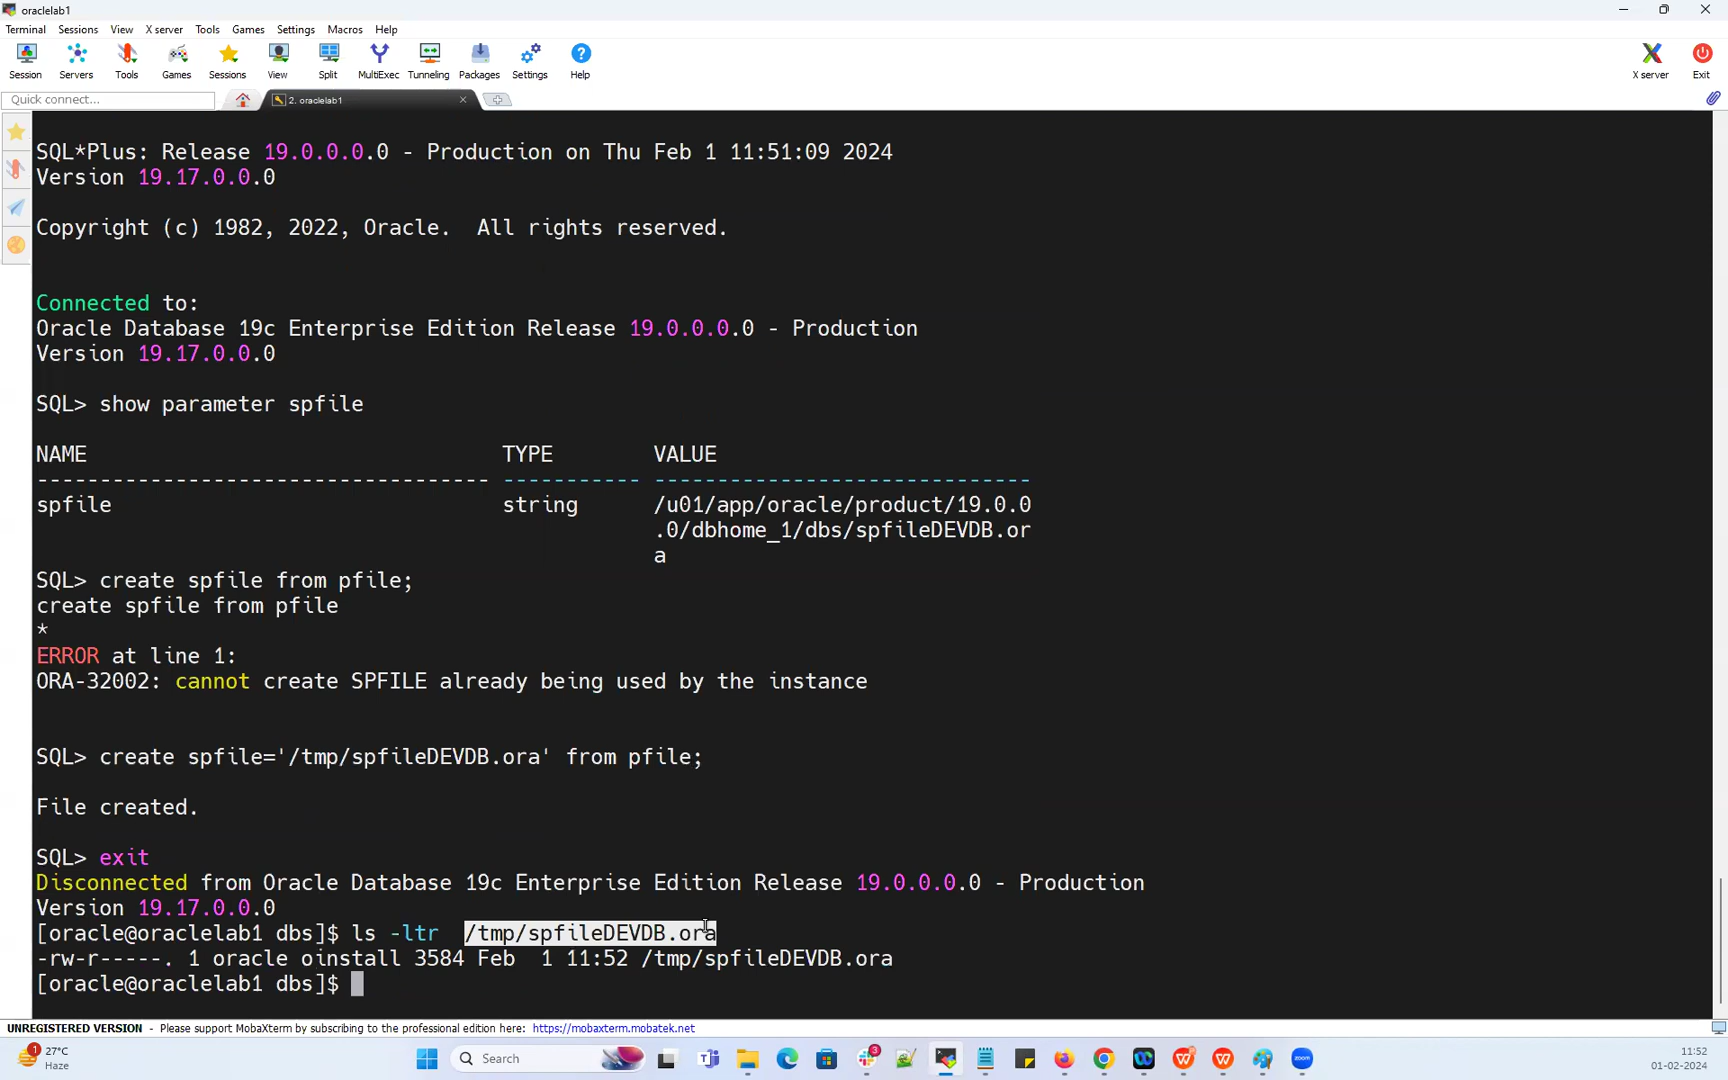 oraclelab1
Terminal Sessions View X server Tools Games Settings Macros Help
Session Servers Tools Games Sessions View Split MultiExec Tunneling Packages Settings Help X server Exit
Quick connect... 2. oraclelab1
SQL*Plus: Release 19.0.0.0.0 - Production on Thu Feb 1 11:51:09 2024
Version 19.17.0.0.0
Copyright (c) 1982, 2022, Oracle.  All rights reserved.
Connected to:
Oracle Database 19c Enterprise Edition Release 19.0.0.0.0 - Production
Version 19.17.0.0.0
SQL> show parameter spfile
NAME TYPE VALUE
------------------------------------ ----------- ------------------------------
spfile string /u01/app/oracle/product/19.0.0
.0/dbhome_1/dbs/spfileDEVDB.or
a
SQL> create spfile from pfile;
create spfile from pfile
*
ERROR at line 1:
ORA-32002: cannot create SPFILE already being used by the instance
SQL> create spfile='/tmp/spfileDEVDB.ora' from pfile;
File created.
SQL> exit
Disconnected from Oracle Database 19c Enterprise Edition Release 19.0.0.0.0 - Production
Version 19.17.0.0.0
[oracle@oraclelab1 dbs]$ ls -ltr  /tmp/spfileDEVDB.ora
-rw-r-----. 1 oracle oinstall 3584 Feb  1 11:52 /tmp/spfileDEVDB.ora
[oracle@oraclelab1 dbs]$
UNREGISTERED VERSION - Please support MobaXterm by subscribing to the professional edition here: https://mobaxterm.mobatek.net
1 27°C
Haze
Search
3
zoom
11:52
01-02-2024